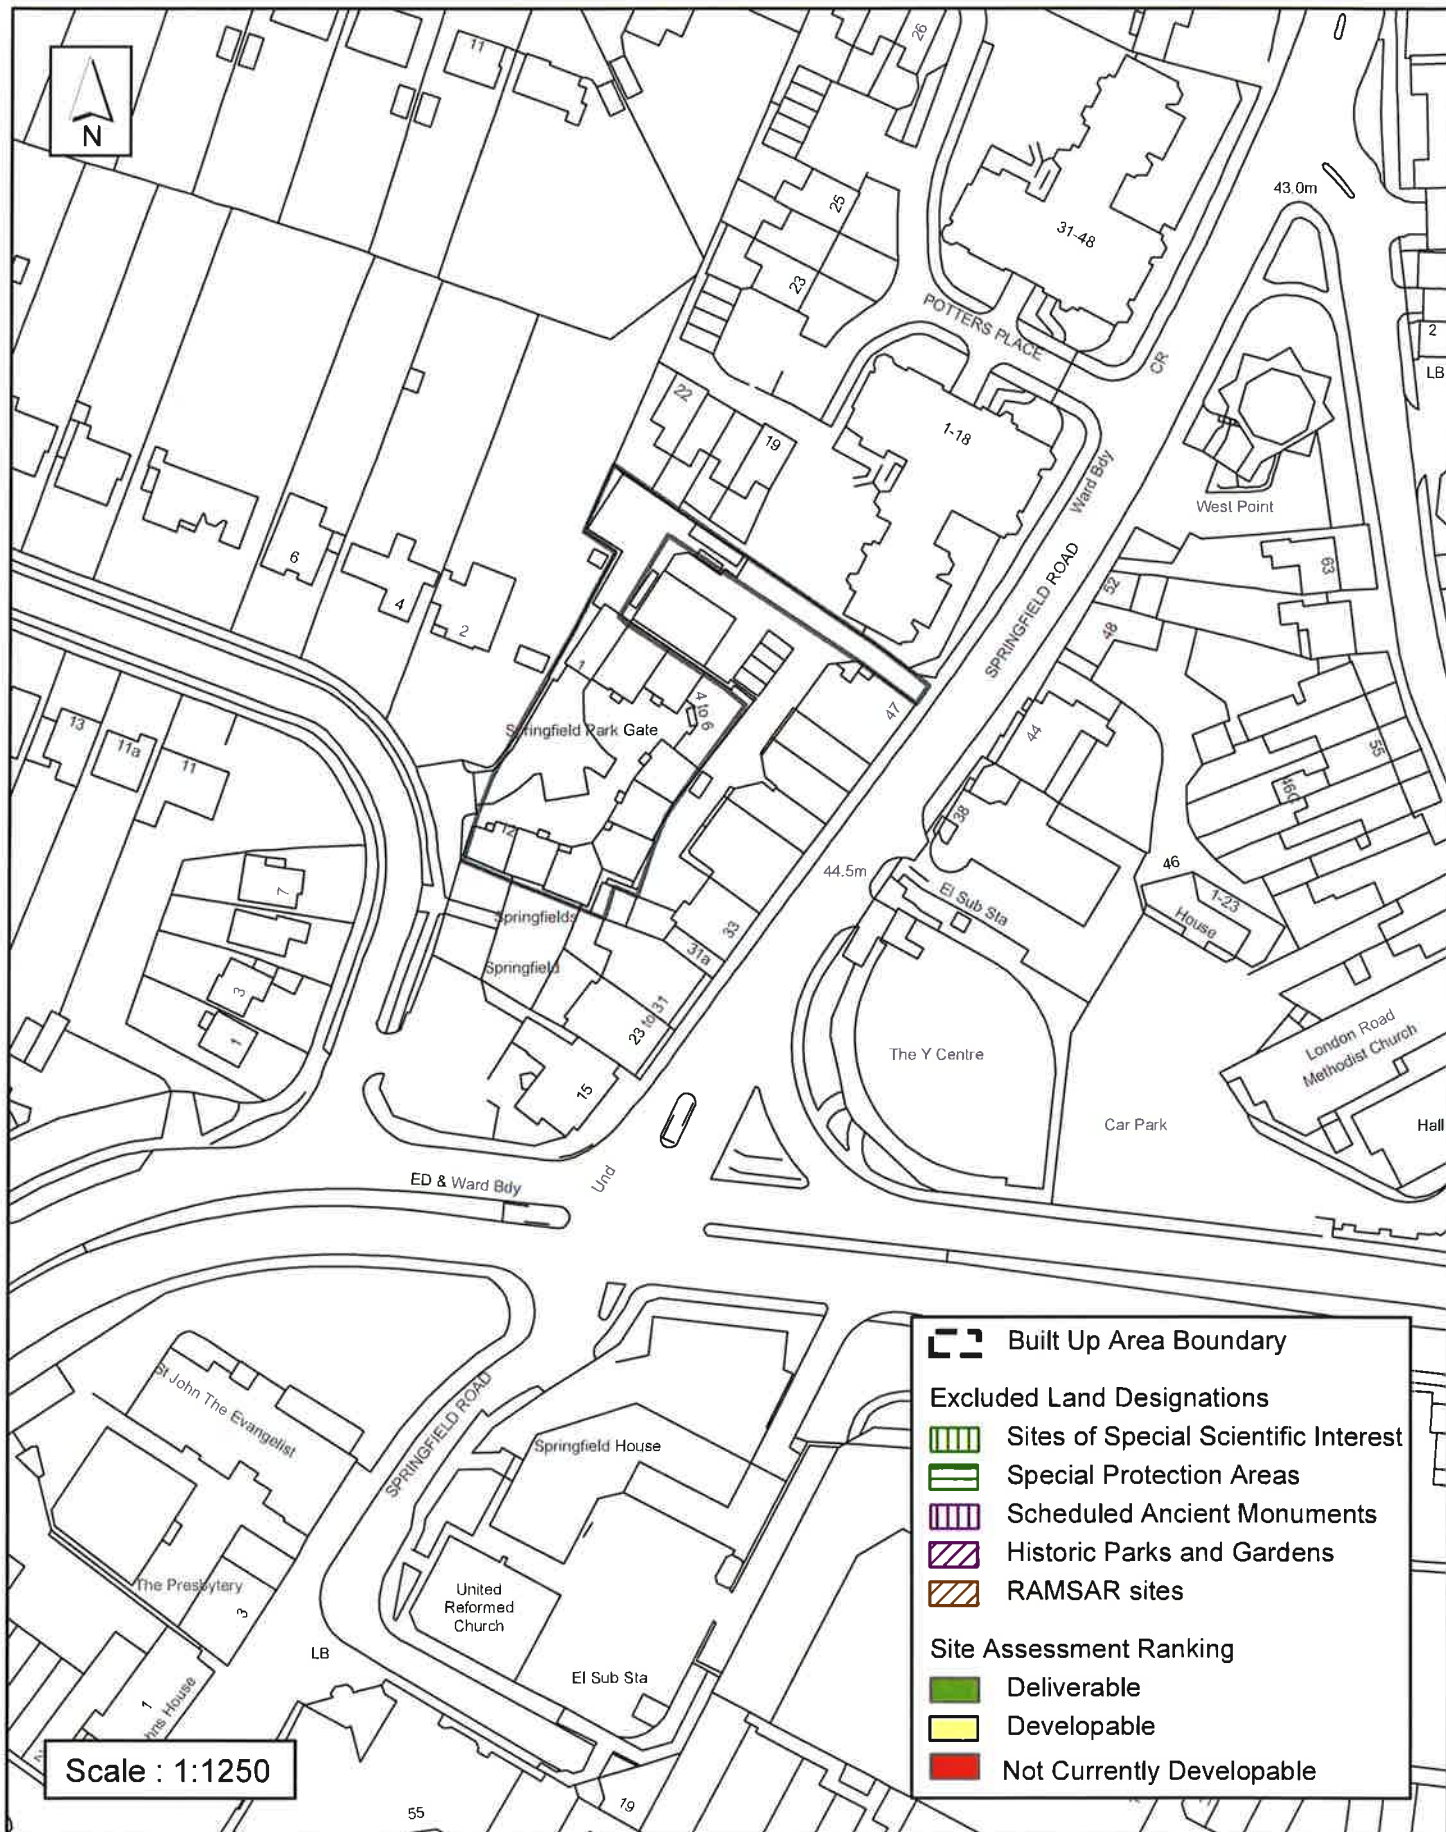 N
11
26
25
23
31-48
43.0m
POTTERS PLACE
CR
2
LB
22
19
1-18
Ward Bdy
West Point
SPRINGFIELD ROAD
63
52
48
6
4
2
1
4 to 6
47
44
Springfield Park Gate
13
11a
11
55
46C
38
12
7
44.5m
46
El Sub Sta
1-23
House
Springfields
33
31a
Springfield
3
1
23 to 31
The Y Centre
London Road
Methodist Church
15
Car Park
Hall
ED & Ward Bdy
Und
St John The Evangelist
SPRINGFIELD ROAD
Springfield House
The Presbytery
3
United
Reformed
Church
LB
El Sub Sta
1
hns House
55
19
Scale : 1:1250
Built Up Area Boundary
Excluded Land Designations
Sites of Special Scientific Interest
Special Protection Areas
Scheduled Ancient Monuments
Historic Parks and Gardens
RAMSAR sites
Site Assessment Ranking
Deliverable
Developable
Not Currently Developable